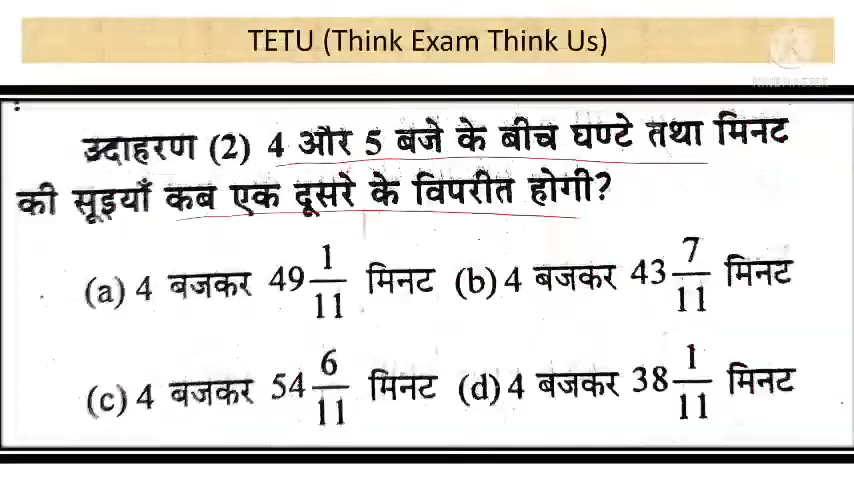 TETU (Think Exam Think Us)
उदाहरण (2) 4 और 5 बजे के बीच घण्टे तथा मिनट
की सूइयाँ कब एक दूसरे के विपरीत होगी?
(a) 4 बजकर 49 1/11 मिनट (b) 4 बजकर 43 7/11 मिनट
(c) 4 बजकर 54 6/11 मिनट (d) 4 बजकर 38 1/11 मिनट